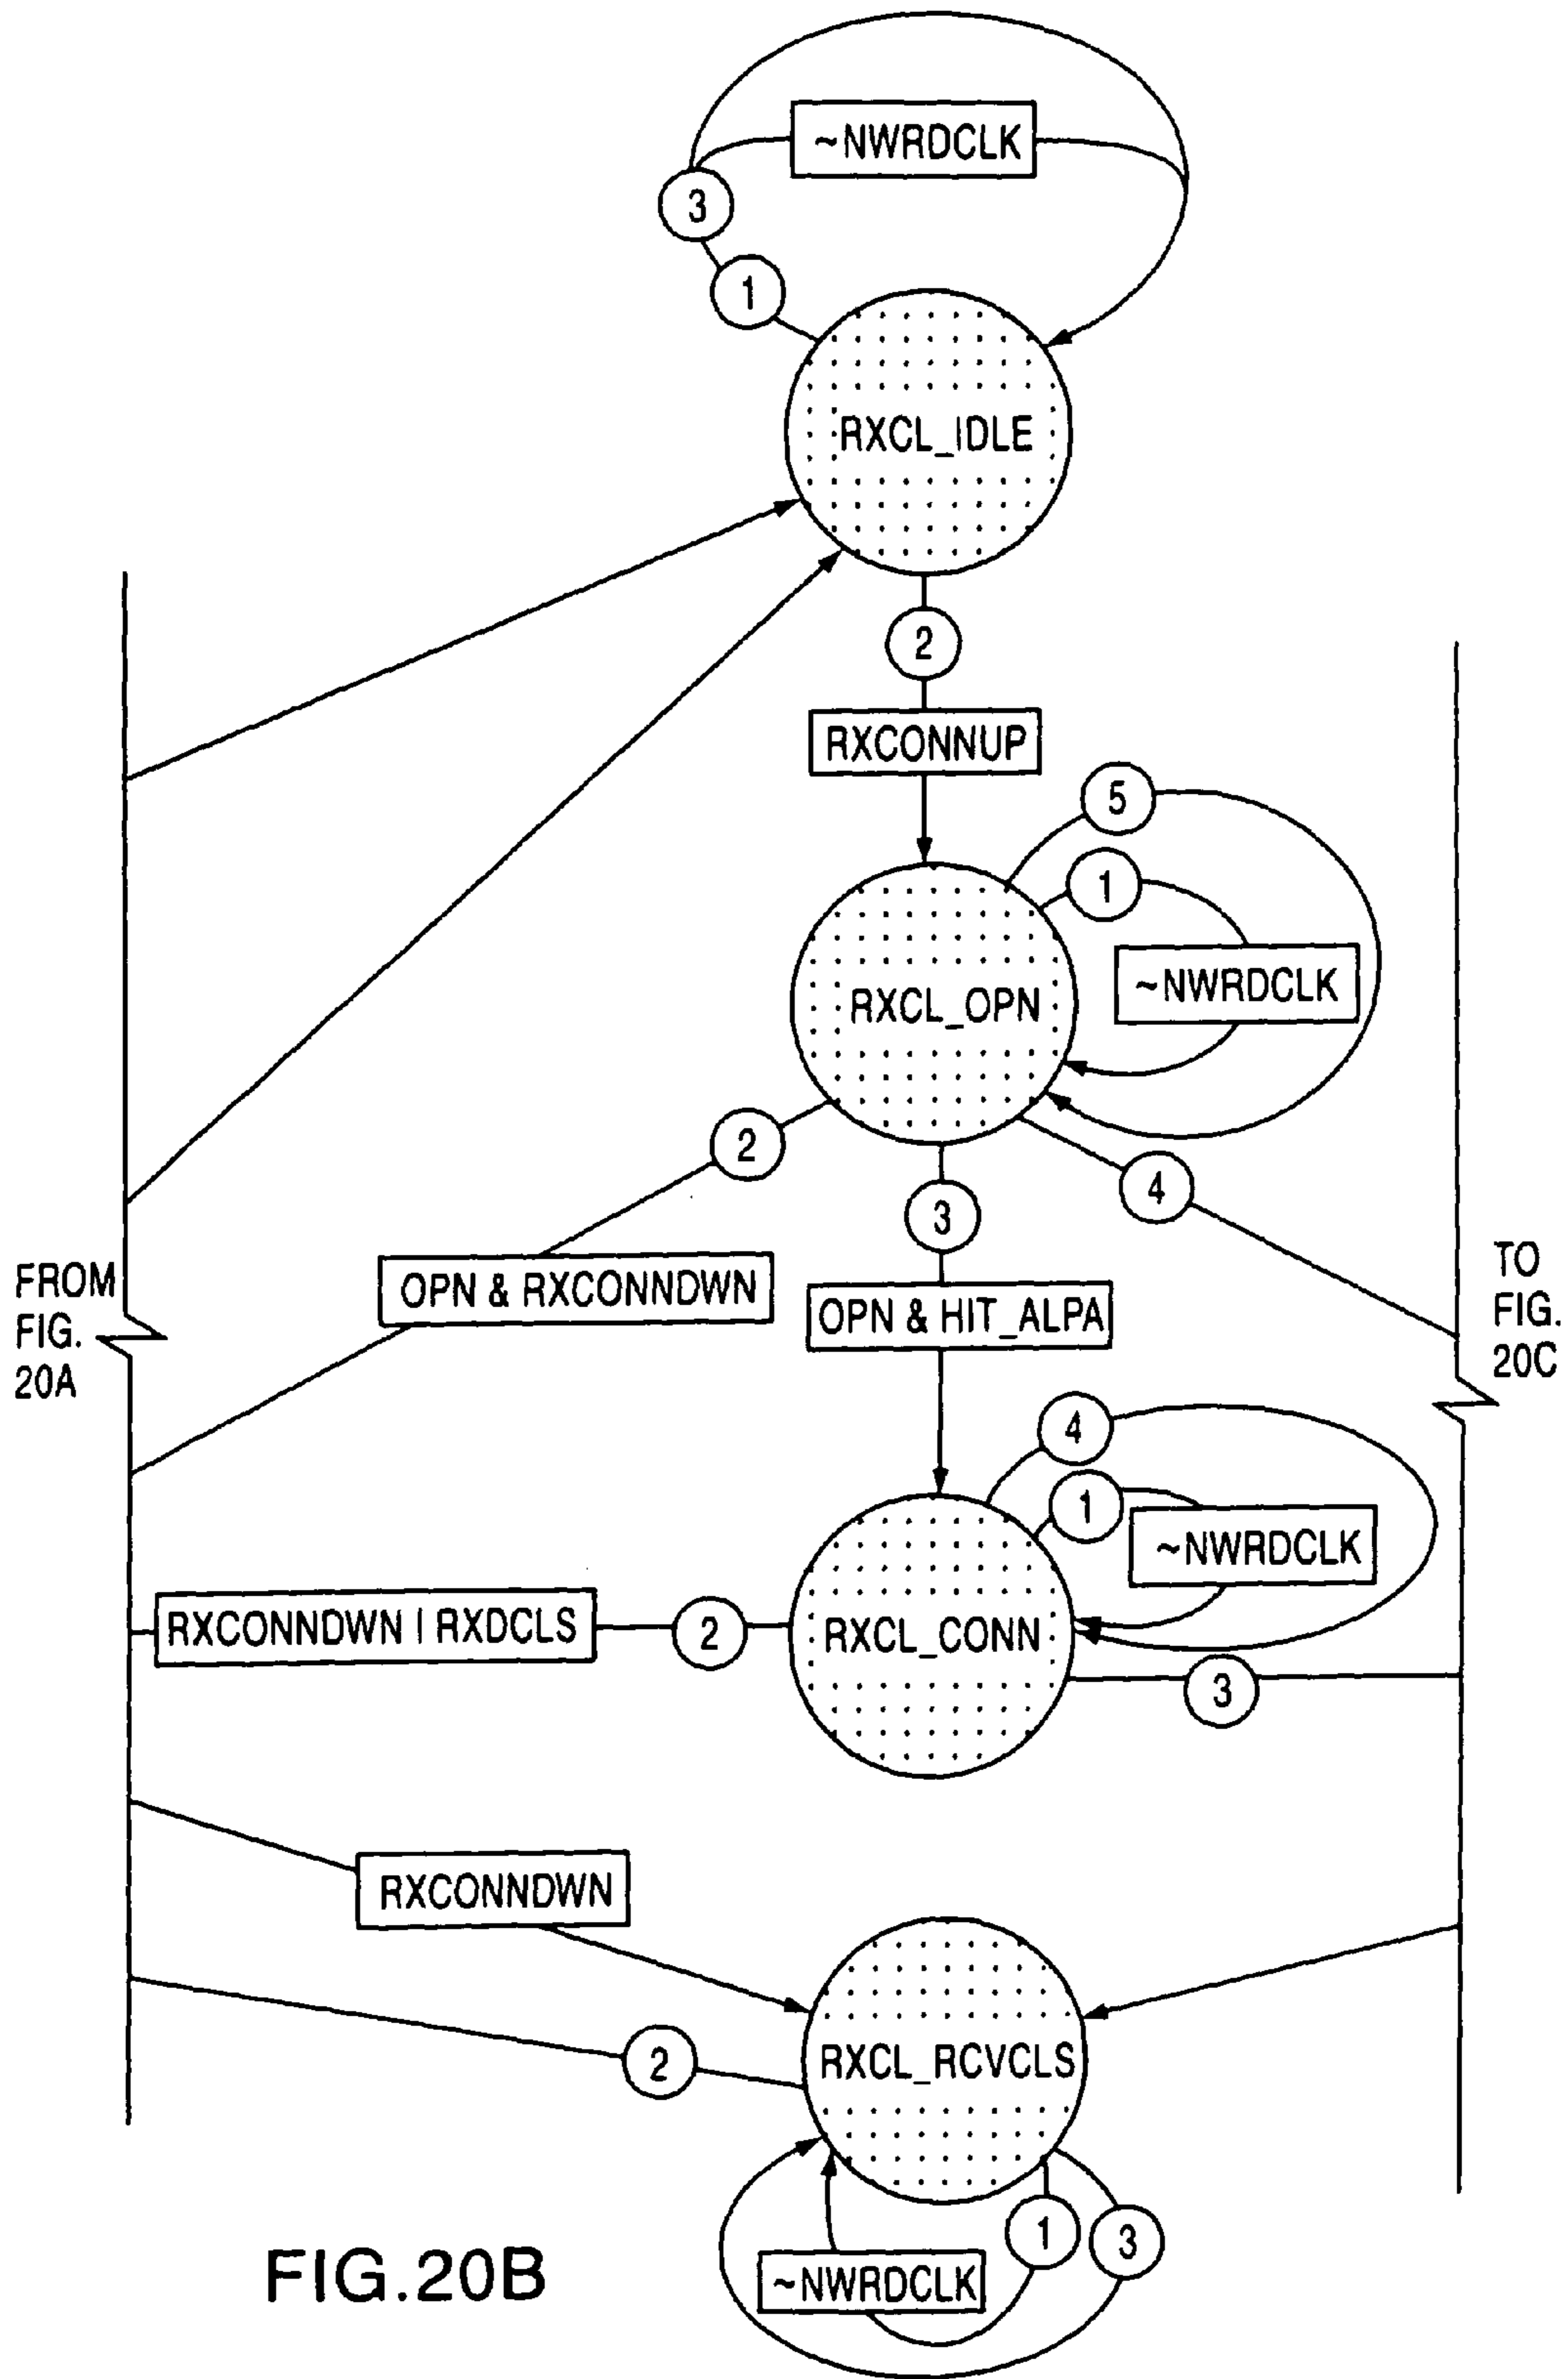 ~NWRDCLK
3
1
RXCL_IDLE
2
RXCONNUP
5
1
~NWRDCLK
RXCL_OPN
2
3
4
OPN & RXCONNDWN
OPN & HIT_ALPA
FROM
FIG.
20A
TO
FIG.
20C
4
1
~NWRDCLK
RXCONNDWN | RXDCLS
2
RXCL_CONN
3
RXCONNDWN
2
RXCL_RCVCLS
1
3
~NWRDCLK
FIG.20B